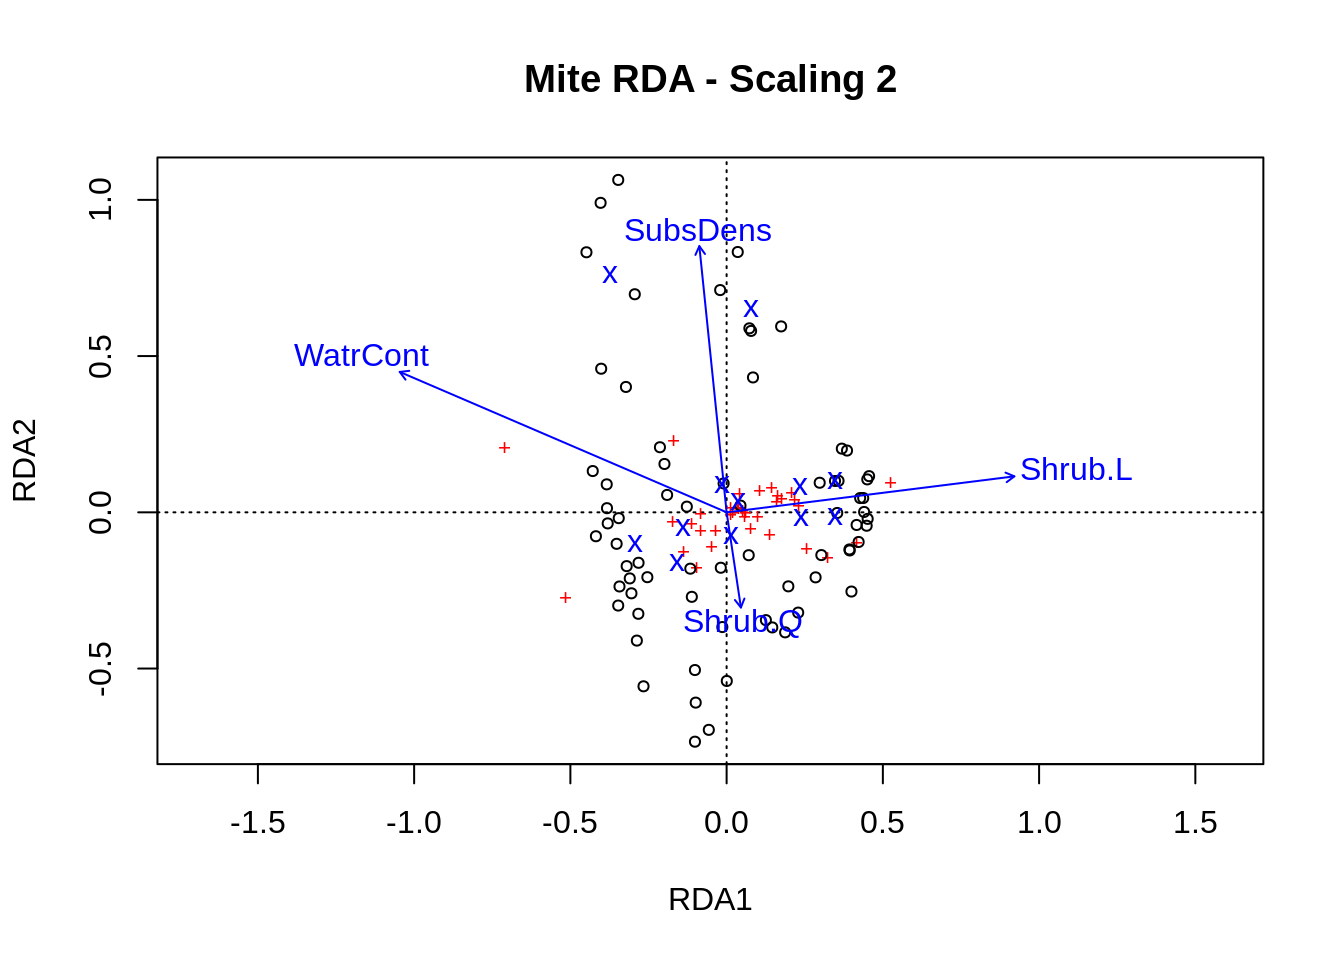 Mite RDA - Scaling 2
1.0
SubsDens
x
x
0.5
WatrCont
RDA2
Shrub.L
x
x
x
x
0.0
x
x
x
x
x
x
Shrub.Q
-0.5
-1.5
-1.0
-0.5
0.0
0.5
1.0
1.5
RDA1